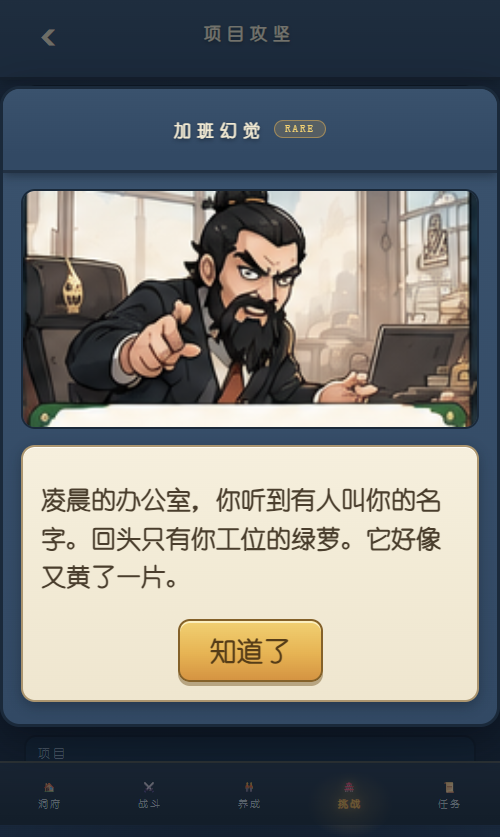 项目攻坚
加班幻觉 RARE
凌晨的办公室，你听到有人叫你的名
字。回头只有你工位的绿萝。它好像
又黄了一片。
知道了
项目
洞府 战斗 养成 挑战 任务